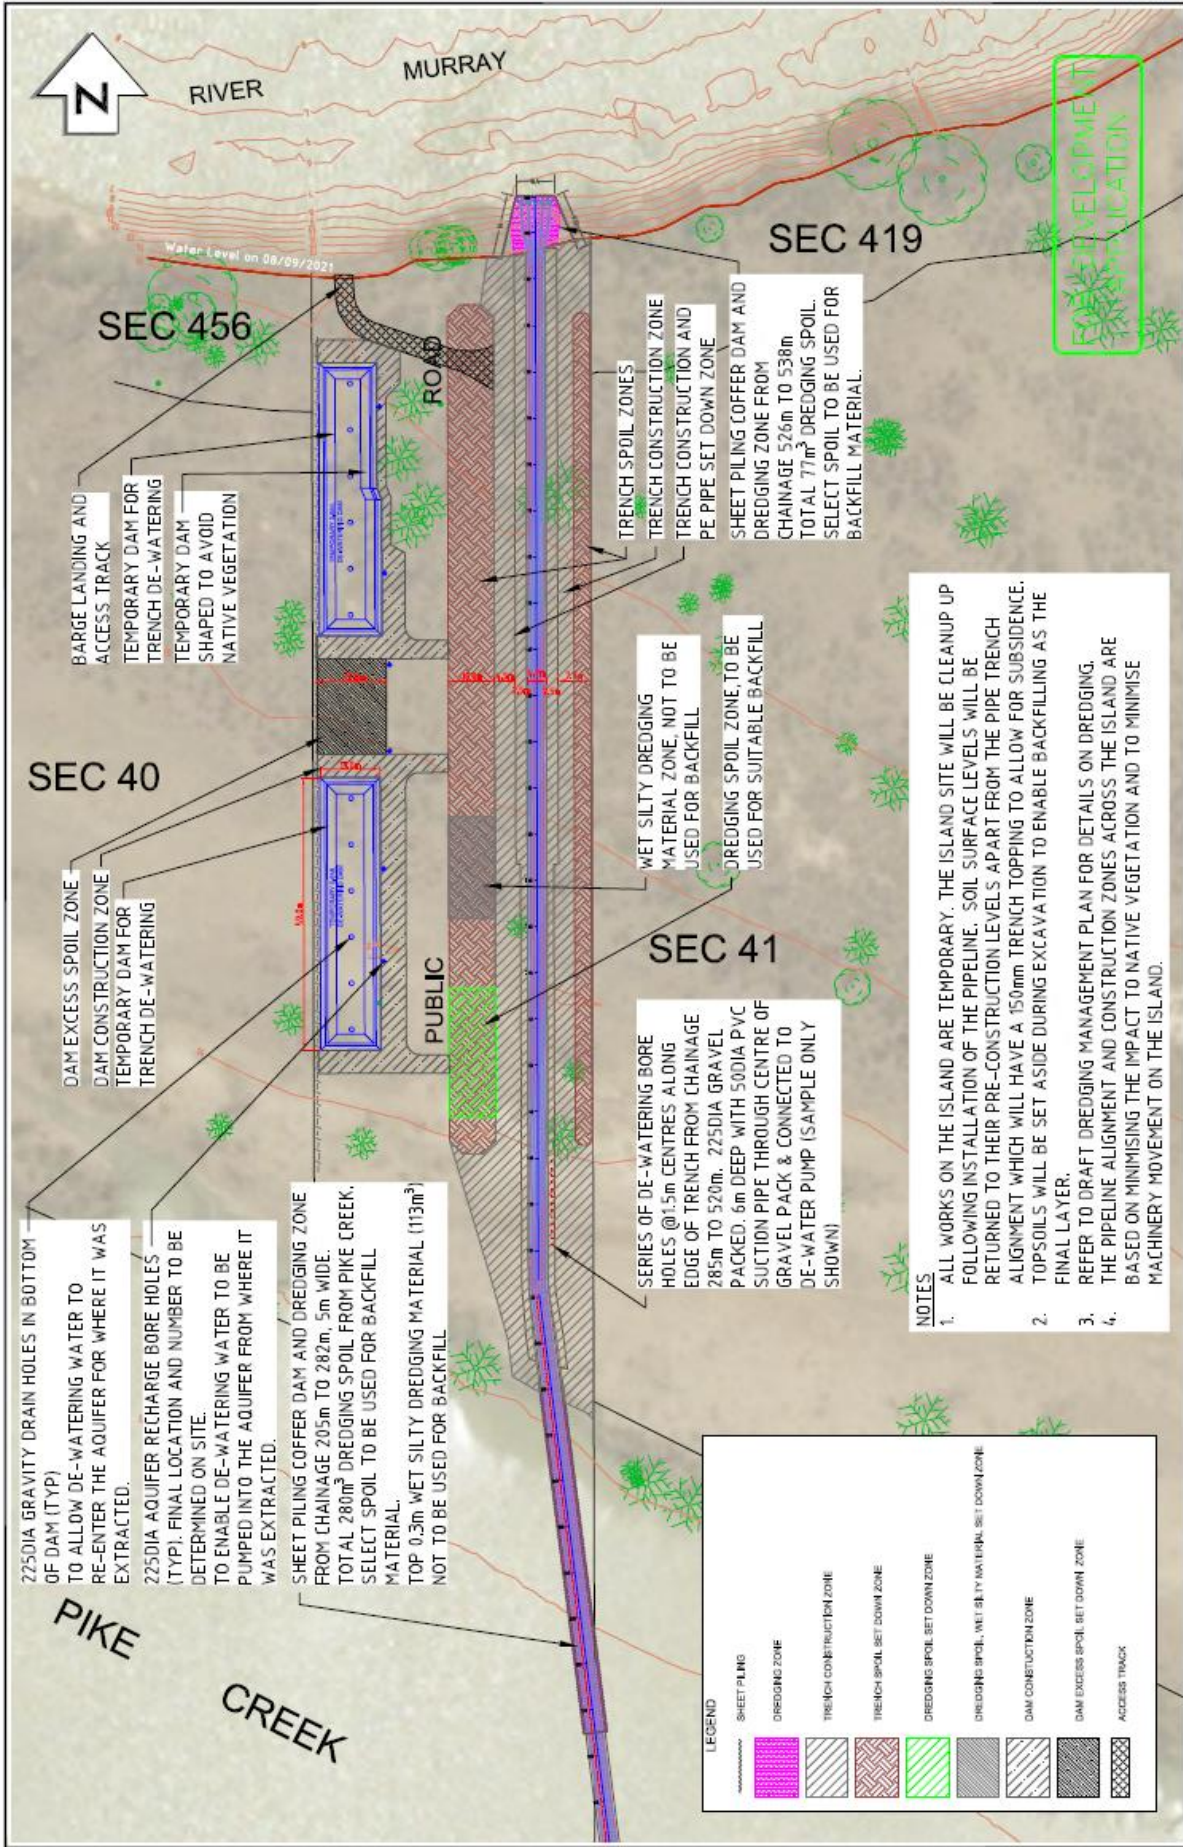 N
RIVER
MURRAY
Water Level on 08/09/2021
SEC 456
SEC 419
SEC 40
SEC 41
ROAD
PUBLIC
PIKE
CREEK
BARGE LANDING AND
ACCESS TRACK
TEMPORARY DAM FOR
TRENCH DE-WATERING
TEMPORARY DAM
SHAPED TO AVOID
NATIVE VEGETATION
DAM EXCESS SPOIL ZONE
DAM CONSTRUCTION ZONE
TEMPORARY DAM FOR
TRENCH DE-WATERING
225DIA GRAVITY DRAIN HOLES IN BOTTOM
OF DAM (TYP)
TO ALLOW DE-WATERING WATER TO
RE-ENTER THE AQUIFER FOR WHERE IT WAS
EXTRACTED.
225DIA AQUIFER RECHARGE BORE HOLES
(TYP). FINAL LOCATION AND NUMBER TO BE
DETERMINED ON SITE.
TO ENABLE DE-WATERING WATER TO BE
PUMPED INTO THE AQUIFER FROM WHERE IT
WAS EXTRACTED.
SHEET PILING COFFER DAM AND DREDGING ZONE
FROM CHAINAGE 205m TO 282m, 5m WIDE.
TOTAL 280m³ DREDGING SPOIL FROM PIKE CREEK.
SELECT SPOIL TO BE USED FOR BACKFILL
MATERIAL.
TOP 0.3m WET SILTY DREDGING MATERIAL (113m³)
NOT TO BE USED FOR BACKFILL
TRENCH SPOIL ZONES
TRENCH CONSTRUCTION ZONE
TRENCH CONSTRUCTION AND
PE PIPE SET DOWN ZONE
SHEET PILING COFFER DAM AND
DREDGING ZONE FROM
CHAINAGE 526m TO 538m
TOTAL 77m³ DREDGING SPOIL.
SELECT SPOIL TO BE USED FOR
BACKFILL MATERIAL.
WET SILTY DREDGING
MATERIAL ZONE, NOT TO BE
USED FOR BACKFILL
DREDGING SPOIL ZONE, TO BE
USED FOR SUITABLE BACKFILL
SERIES OF DE-WATERING BORE
HOLES @1.5m CENTRES ALONG
EDGE OF TRENCH FROM CHAINAGE
285m TO 520m. 225DIA GRAVEL
PACKED. 6m DEEP WITH 50DIA PVC
SUCTION PIPE THROUGH CENTRE OF
GRAVEL PACK & CONNECTED TO
DE-WATER PUMP (SAMPLE ONLY
SHOWN)
DEVELOPMENT
APPLICATION
NOTES
1. ALL WORKS ON THE ISLAND ARE TEMPORARY. THE ISLAND SITE WILL BE CLEANUP UP
FOLLOWING INSTALLATION OF THE PIPELINE. SOIL SURFACE LEVELS WILL BE
RETURNED TO THEIR PRE-CONSTRUCTION LEVELS APART FROM THE PIPE TRENCH
ALIGNMENT WHICH WILL HAVE A 150mm TRENCH TOPPING TO ALLOW FOR SUBSIDENCE.
2. TOPSOILS WILL BE SET ASIDE DURING EXCAVATION TO ENABLE BACKFILLING AS THE
FINAL LAYER.
3. REFER TO DRAFT DREDGING MANAGEMENT PLAN FOR DETAILS ON DREDGING.
4. THE PIPELINE ALIGNMENT AND CONSTRUCTION ZONES ACROSS THE ISLAND ARE
BASED ON MINIMISING THE IMPACT TO NATIVE VEGETATION AND TO MINIMISE
MACHINERY MOVEMENT ON THE ISLAND.
LEGEND
SHEET PILING
DREDGING ZONE
TRENCH CONSTRUCTION ZONE
TRENCH SPOIL SET DOWN ZONE
DREDGING SPOIL SET DOWN ZONE
DREDGING SPOIL, WET SILTY MATERIAL SET DOWN ZONE
DAM CONSTUCTION ZONE
DAM EXCESS SPOIL SET DOWN ZONE
ACCESS TRACK